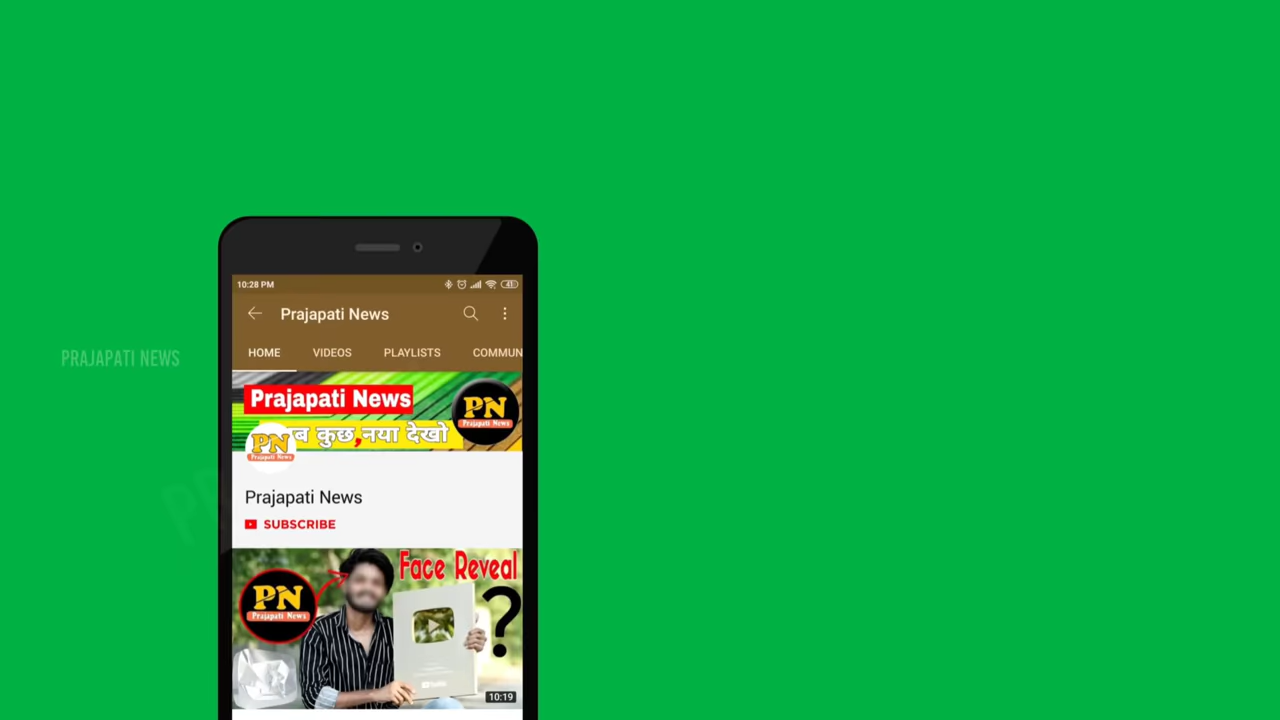 10:28 PM
41
Prajapati News
HOME VIDEOS PLAYLISTS COMMUN
PRAJAPATI NEWS
Prajapati News
PN
Prajapati News
कुछ,नया देखो
PN
Prajapati News
Prajapati News
SUBSCRIBE
Face Reveal
?
PN
Prajapati News
10:19